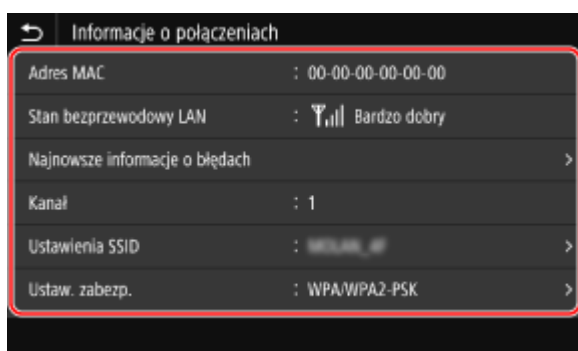 Informacje o połączeniach
Adres MAC : 00-00-00-00-00-00
Stan bezprzewodowy LAN : Bardzo dobry
Najnowsze informacje o błędach >
Kanał : 1
Ustawienia SSID : >
Ustaw. zabezp. : WPA/WPA2-PSK >